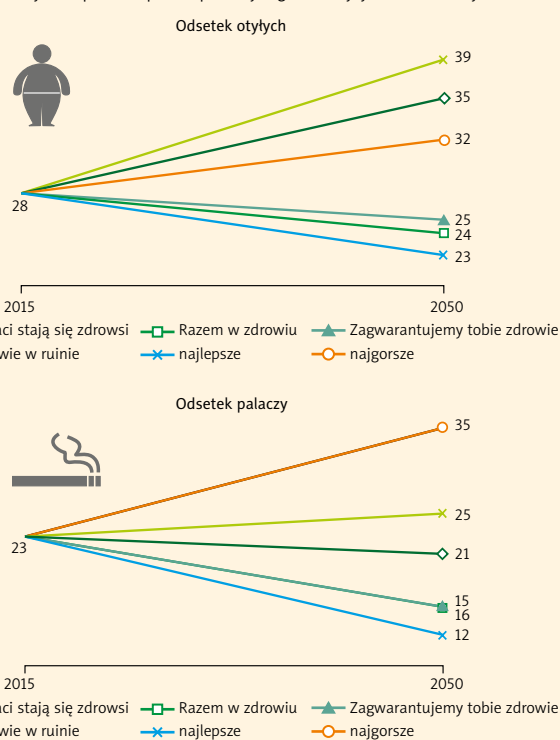 Odsetek otyłych
39
35
32
28
25
24
23
2015 2050
ci stają się zdrowsi Razem w zdrowiu Zagwarantujemy tobie zdrowie
wie w ruinie najlepsze najgorsze
Odsetek palaczy
35
25
23
21
15
16
12
2015 2050
ci stają się zdrowsi Razem w zdrowiu Zagwarantujemy tobie zdrowie
wie w ruinie najlepsze najgorsze